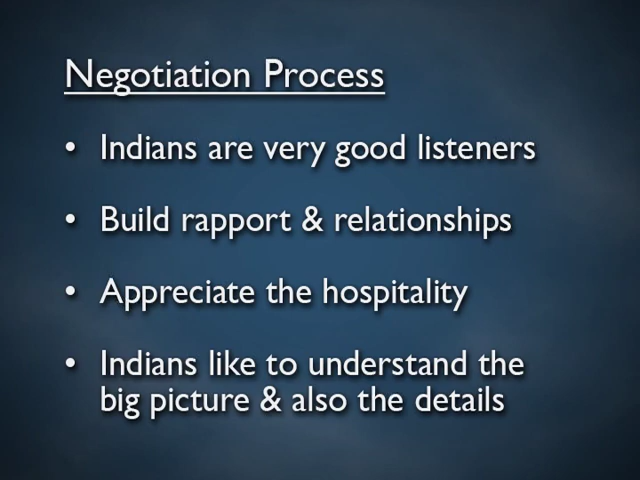 Negotiation Process
• Indians are very good listeners
• Build rapport & relationships
• Appreciate the hospitality
• Indians like to understand the
big picture & also the details